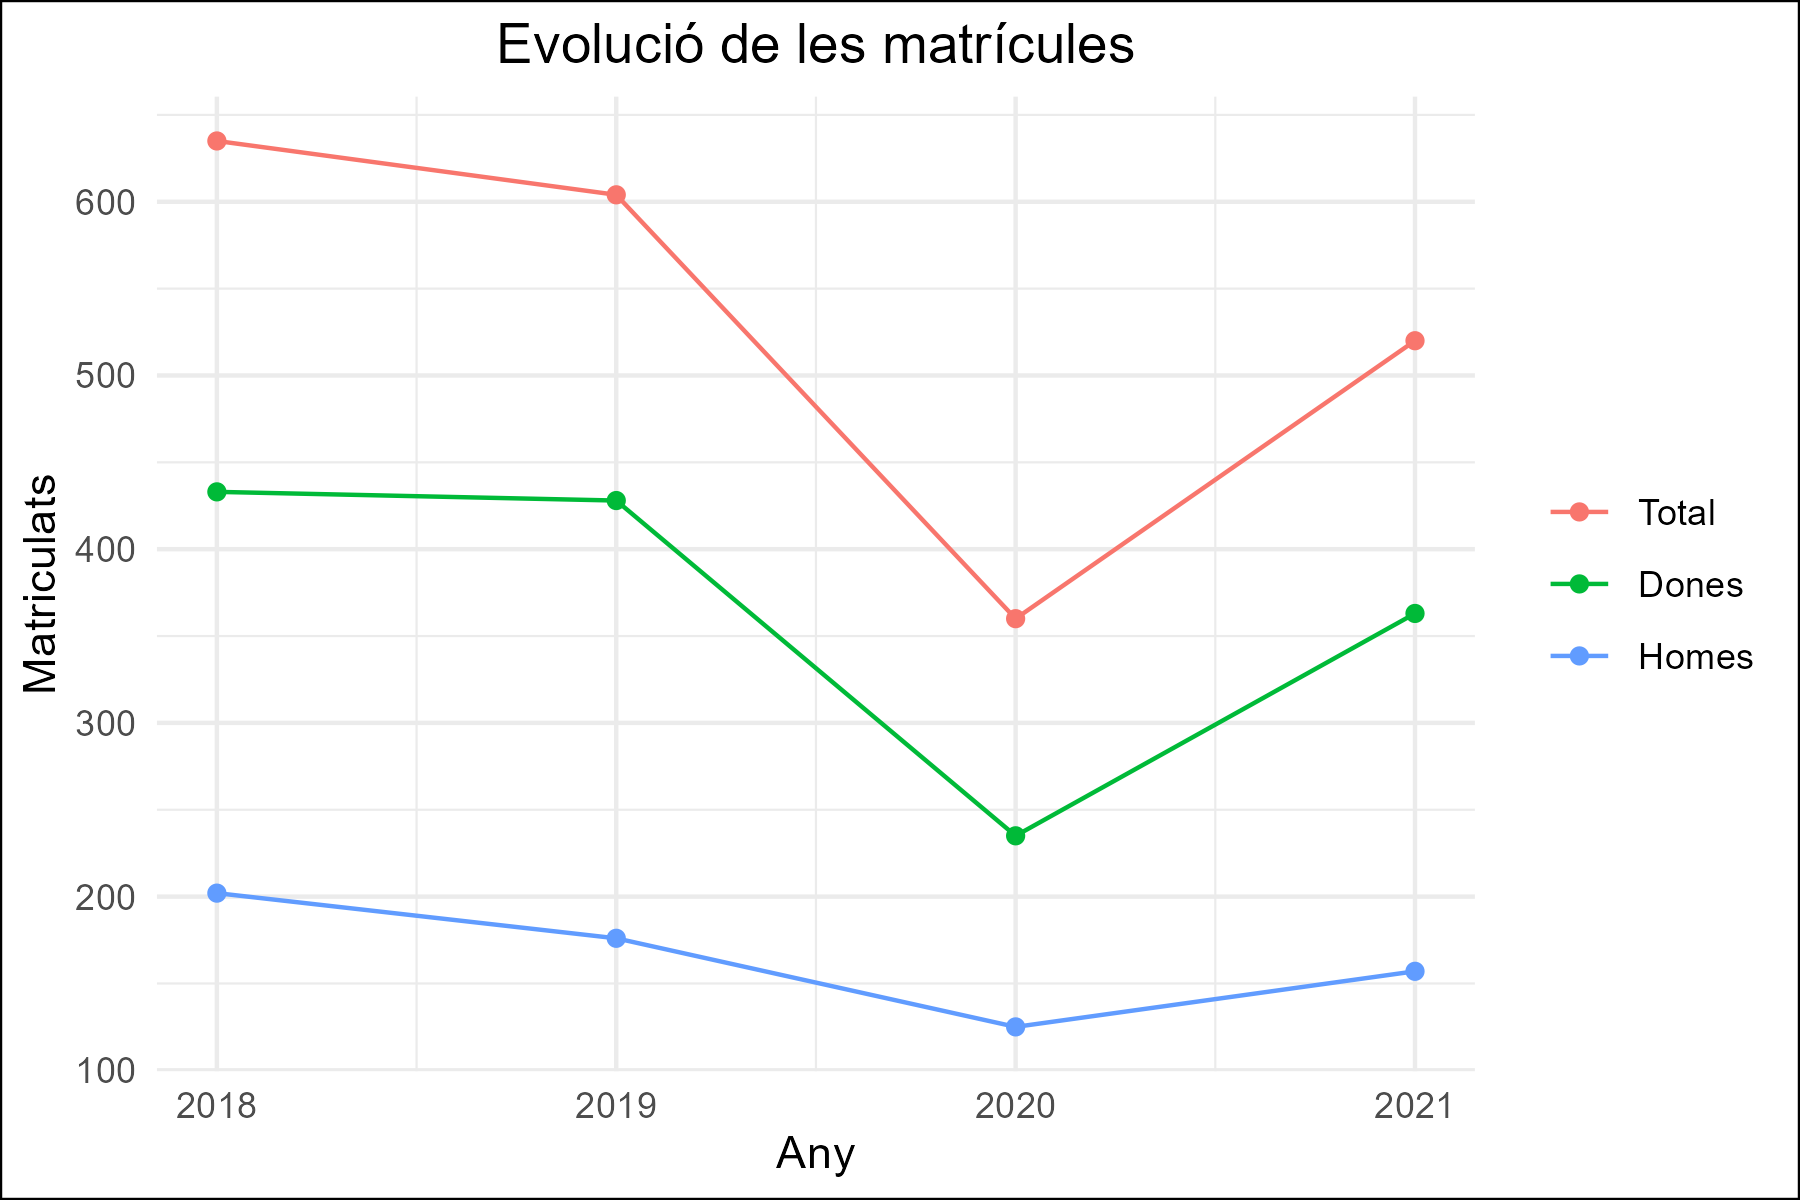 Evolució de les matrícules
Matriculats
600
500
400
300
200
100
2018 2019 2020 2021
Any
Total
Dones
Homes